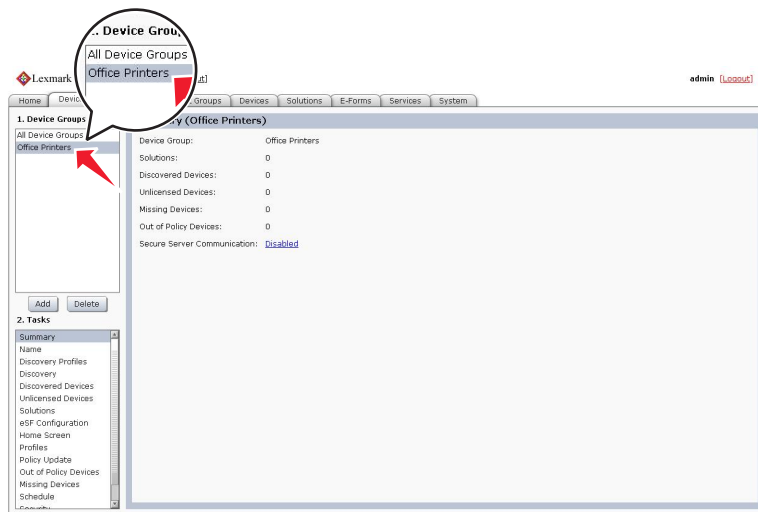 . Device Grou
All Device Groups
Office Printers
Lexmark
ut]
admin [Logout]
Home Devic Groups Devices Solutions E-Forms Services System
1. Device Groups
y (Office Printers)
All Device Groups
Office Printers
Device Group: Office Printers
Solutions: 0
Discovered Devices: 0
Unlicensed Devices: 0
Missing Devices: 0
Out of Policy Devices: 0
Secure Server Communication: Disabled
Add Delete
2. Tasks
Summary
Name
Discovery Profiles
Discovery
Discovered Devices
Unlicensed Devices
Solutions
eSF Configuration
Home Screen
Profiles
Policy Update
Out of Policy Devices
Missing Devices
Schedule
Security